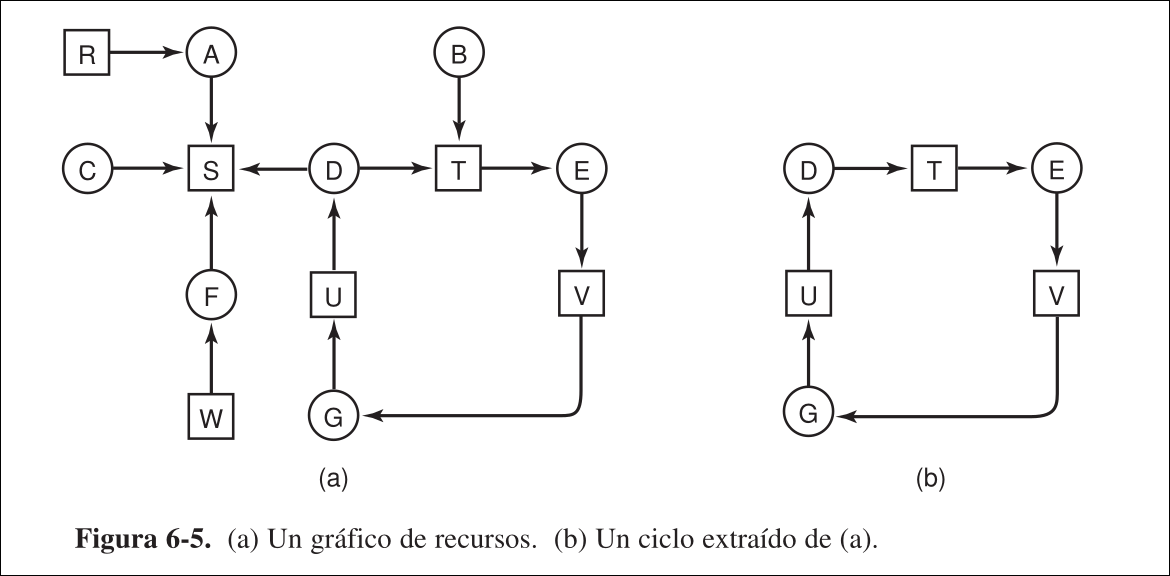 R A B
C S D T E D T E
F U V U V
W G G
(a) (b)
Figura 6-5. (a) Un gráfico de recursos. (b) Un ciclo extraído de (a).